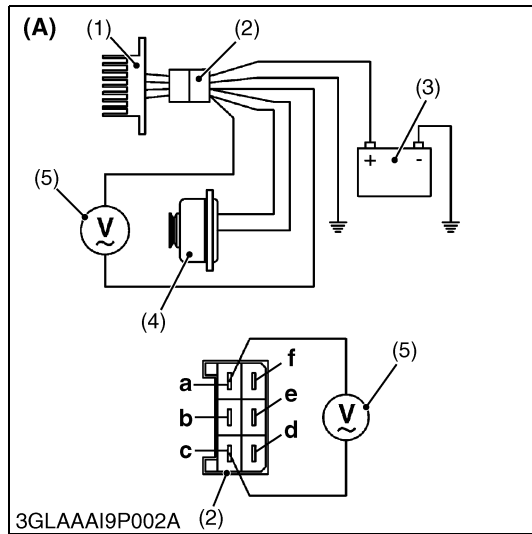 (A)
(1)
(2)
(3)
+ -
(5)
V
~
(4)
f
a
e
b
d
c
(5)
V
~
(2)
3GLAAAI9P002A